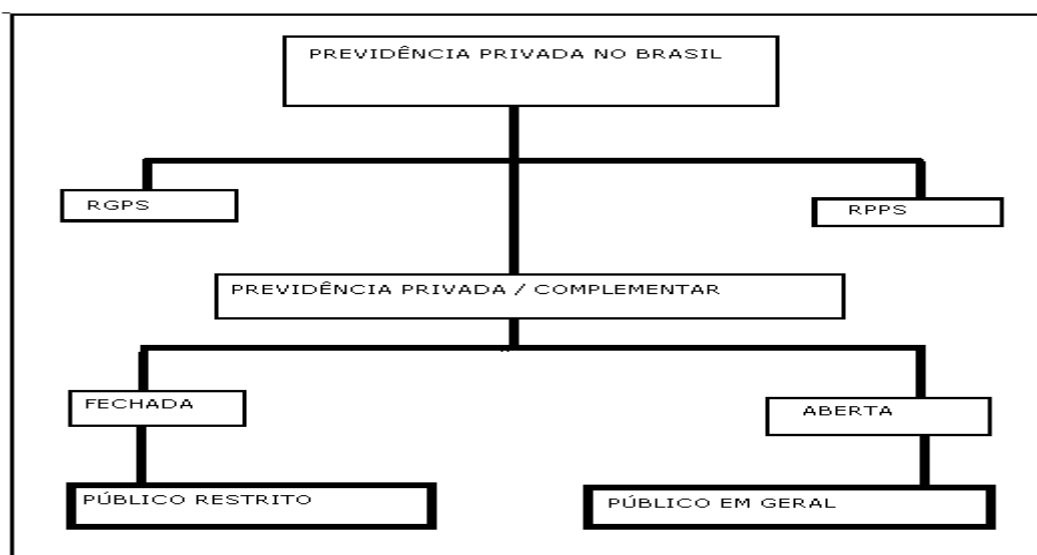 PREVIDÊNCIA PRIVADA NO BRASIL
RGPS
RPPS
PREVIDÊNCIA PRIVADA / COMPLEMENTAR
FECHADA
ABERTA
PÚBLICO RESTRITO
PÚBLICO EM GERAL